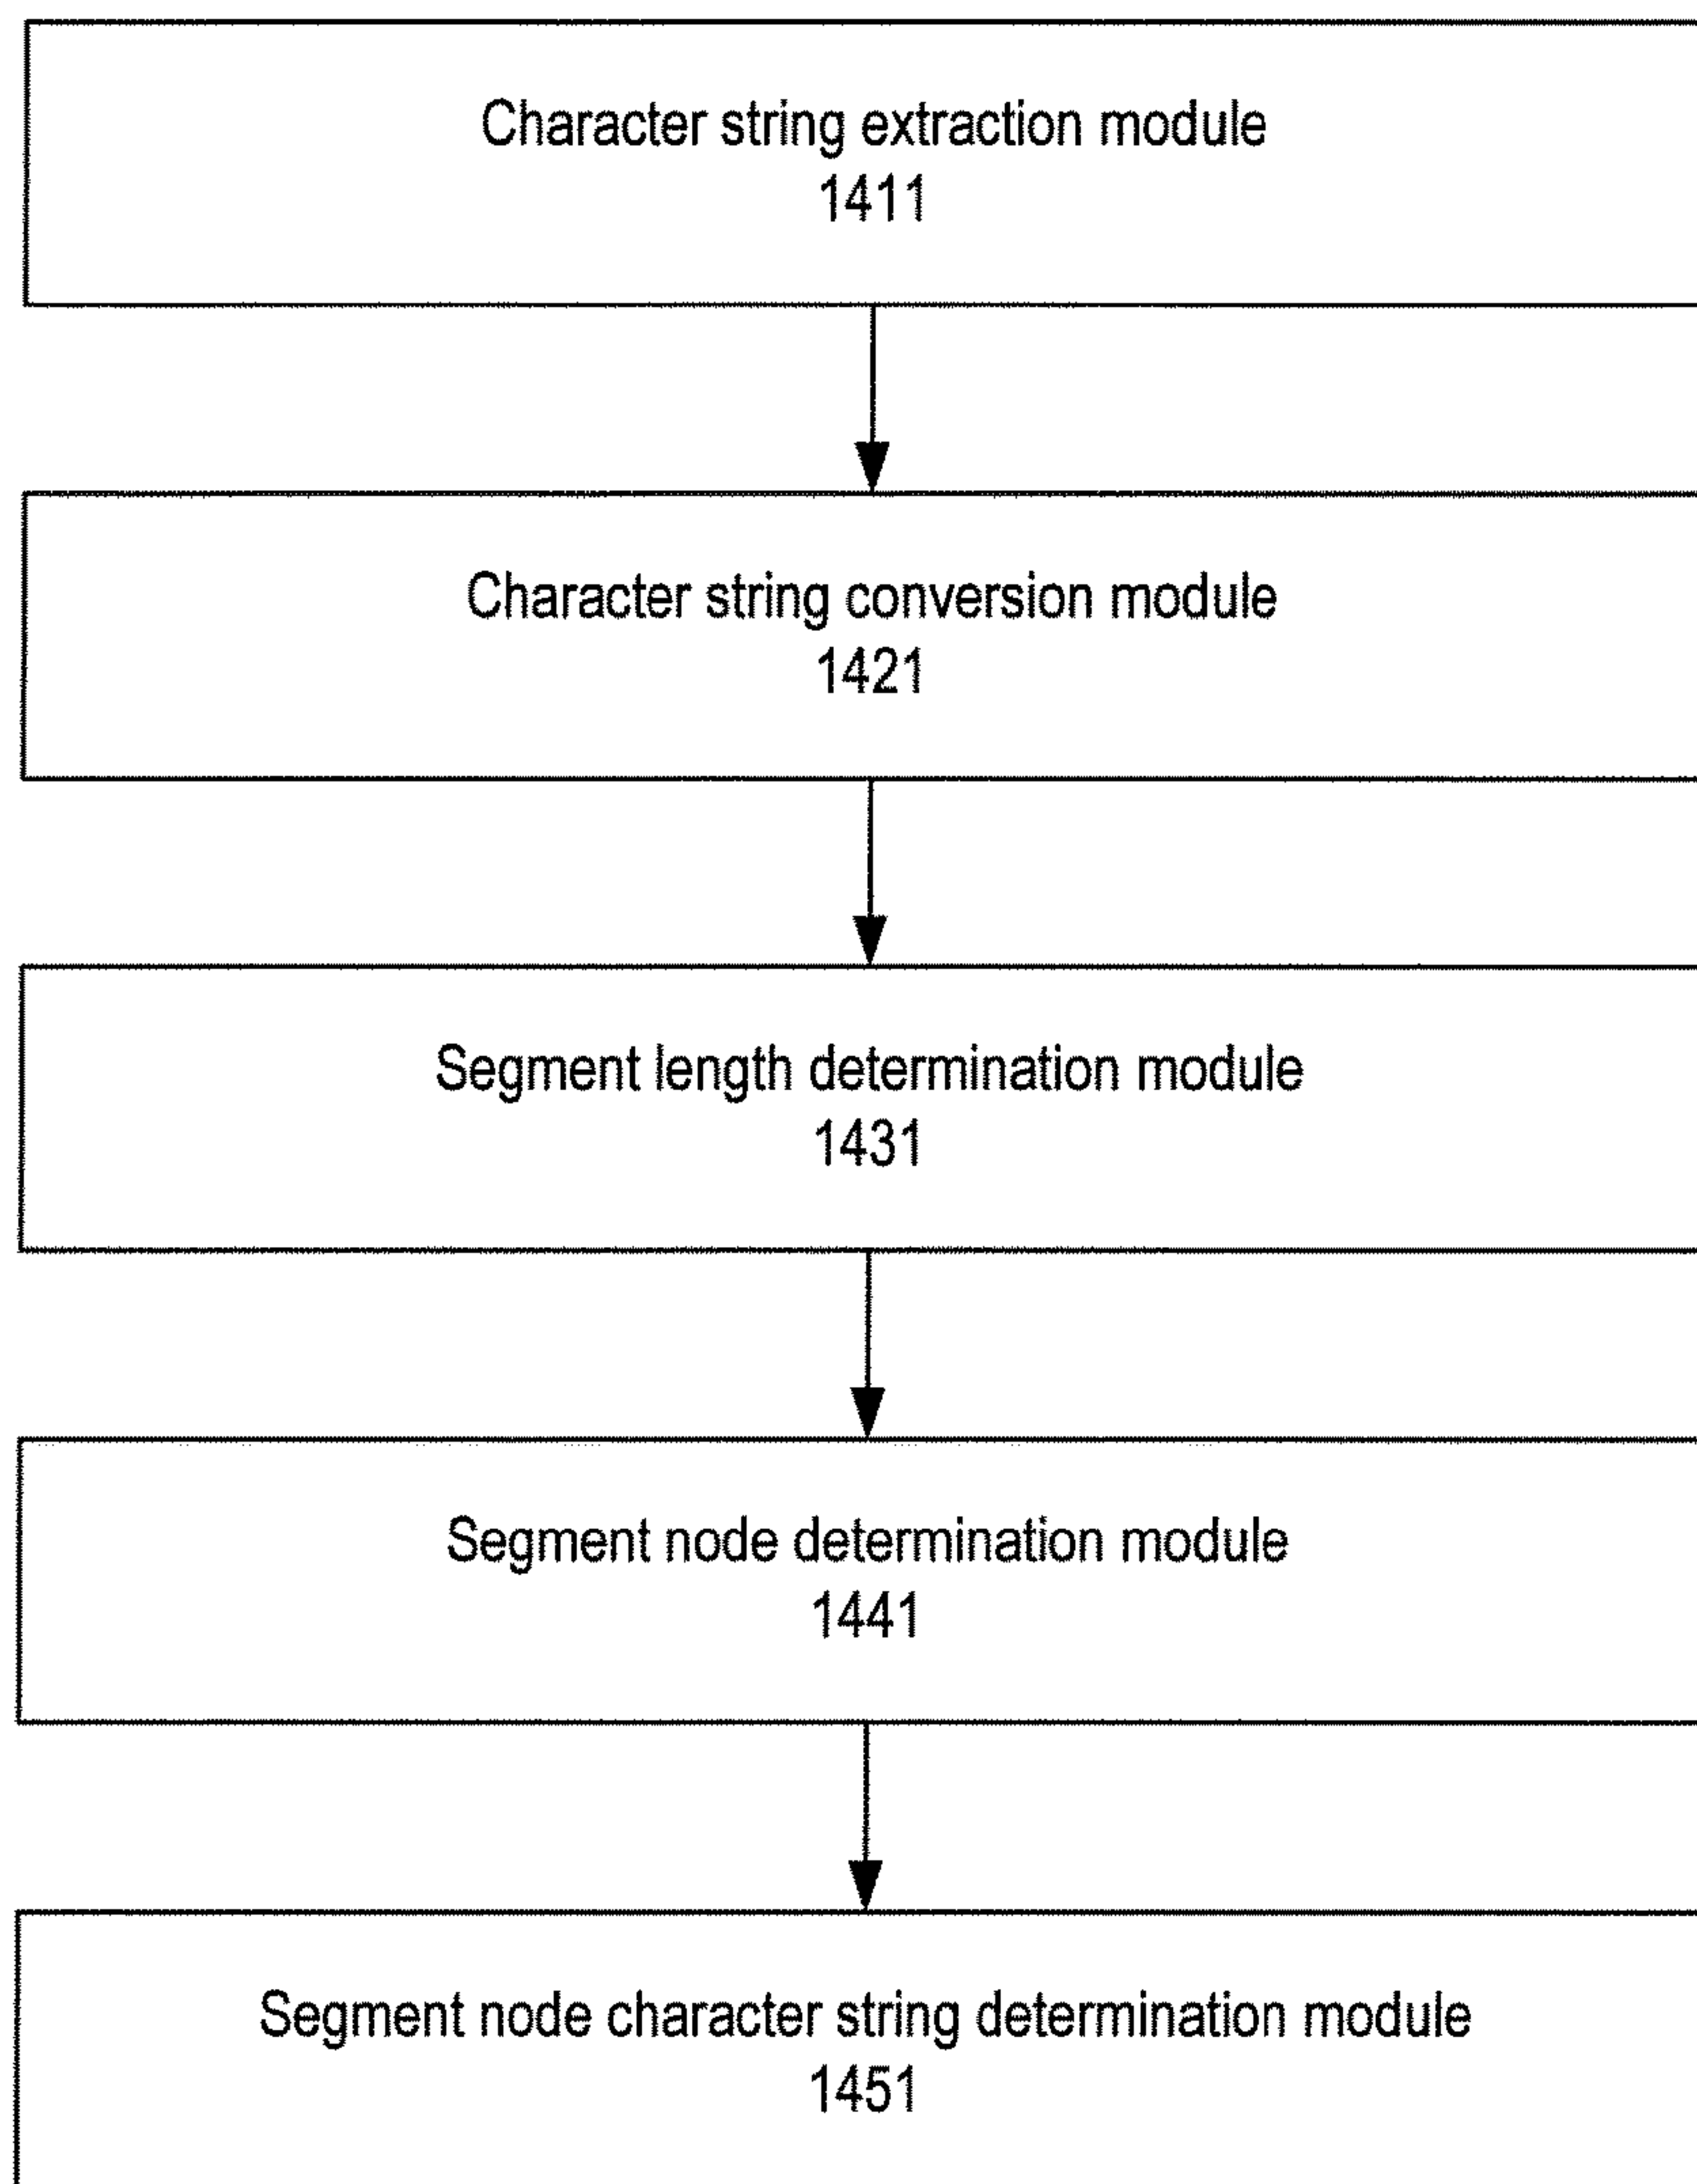 Character string extraction module
1411
Character string conversion module
1421
Segment length determination module
1431
Segment node determination module
1441
Segment node character string determination module
1451